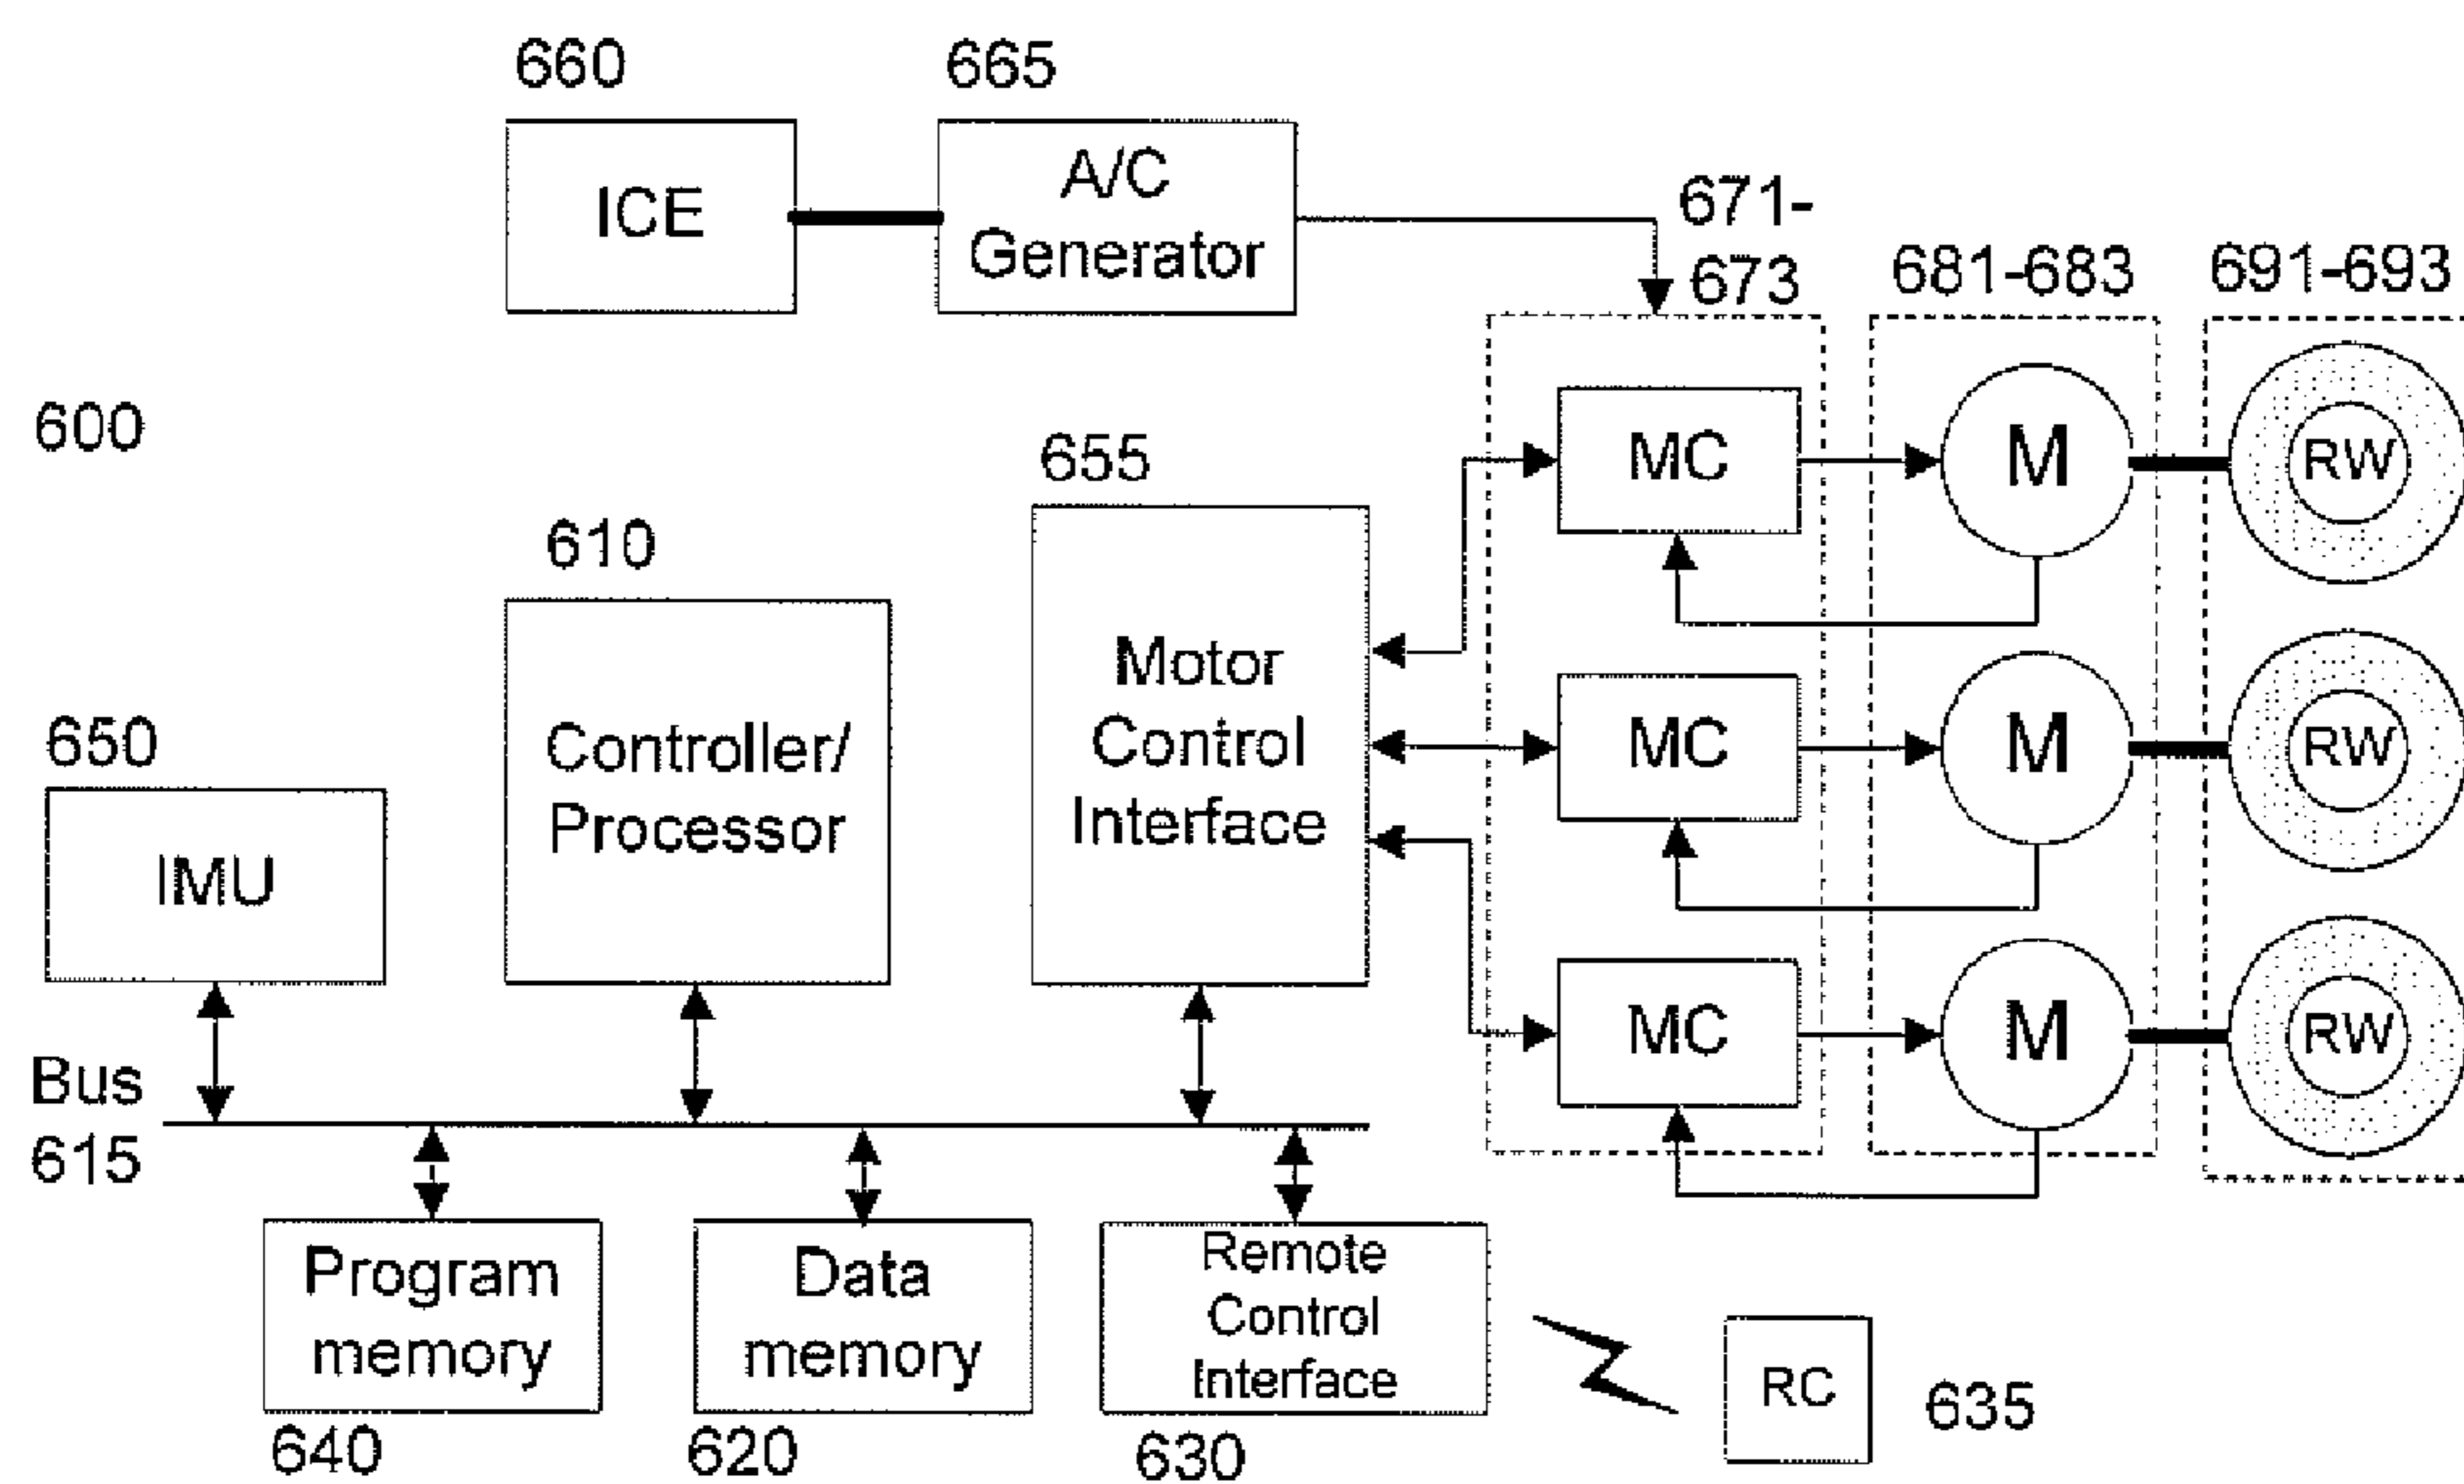 660
665
ICE
A/C
Generator
671-
673
681-683
691-693
600
655
610
MC
M
RW
Motor
Control
Interface
Controller/
Processor
650
IMU
MC
M
RW
MC
M
RW
Bus
615
Program
memory
Data
memory
Remote
Control
Interface
RC
635
640
620
630